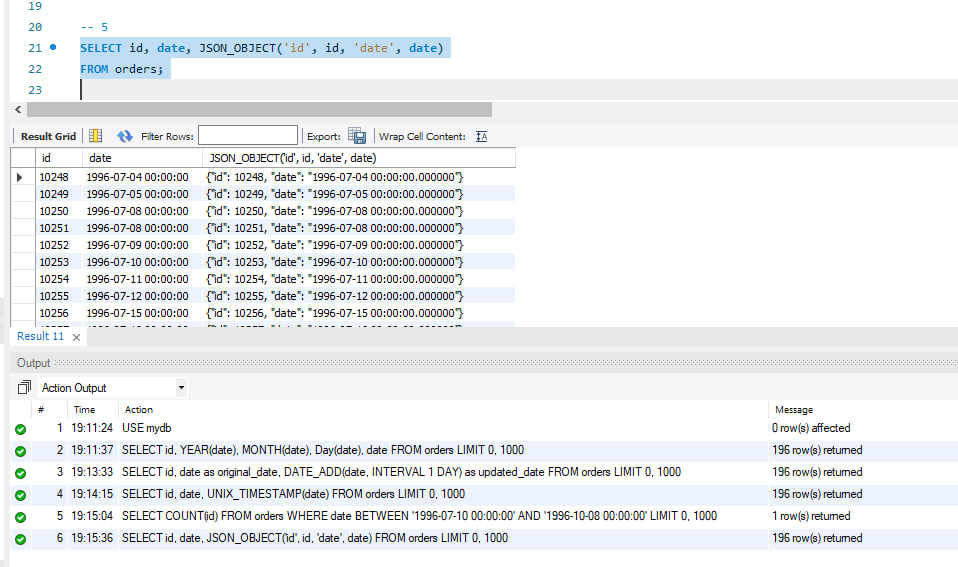 19
20 -- 5
21 SELECT id, date, JSON_OBJECT('id', id, 'date', date)
22 FROM orders;
23
Result Grid Filter Rows: Export: Wrap Cell Content:
id date JSON_OBJECT('id', id, 'date', date)
10248 1996-07-04 00:00:00 {"id": 10248, "date": "1996-07-04 00:00:00.000000"}
10249 1996-07-05 00:00:00 {"id": 10249, "date": "1996-07-05 00:00:00.000000"}
10250 1996-07-08 00:00:00 {"id": 10250, "date": "1996-07-08 00:00:00.000000"}
10251 1996-07-08 00:00:00 {"id": 10251, "date": "1996-07-08 00:00:00.000000"}
10252 1996-07-09 00:00:00 {"id": 10252, "date": "1996-07-09 00:00:00.000000"}
10253 1996-07-10 00:00:00 {"id": 10253, "date": "1996-07-10 00:00:00.000000"}
10254 1996-07-11 00:00:00 {"id": 10254, "date": "1996-07-11 00:00:00.000000"}
10255 1996-07-12 00:00:00 {"id": 10255, "date": "1996-07-12 00:00:00.000000"}
10256 1996-07-15 00:00:00 {"id": 10256, "date": "1996-07-15 00:00:00.000000"}
Result 11
Output
Action Output
# Time Action Message
1 19:11:24 USE mydb 0 row(s) affected
2 19:11:37 SELECT id, YEAR(date), MONTH(date), Day(date), date FROM orders LIMIT 0, 1000 196 row(s) returned
3 19:13:33 SELECT id, date as original_date, DATE_ADD(date, INTERVAL 1 DAY) as updated_date FROM orders LIMIT 0, 1000 196 row(s) returned
4 19:14:15 SELECT id, date, UNIX_TIMESTAMP(date) FROM orders LIMIT 0, 1000 196 row(s) returned
5 19:15:04 SELECT COUNT(id) FROM orders WHERE date BETWEEN '1996-07-10 00:00:00' AND '1996-10-08 00:00:00' LIMIT 0, 1000 1 row(s) returned
6 19:15:36 SELECT id, date, JSON_OBJECT('id', id, 'date', date) FROM orders LIMIT 0, 1000 196 row(s) returned